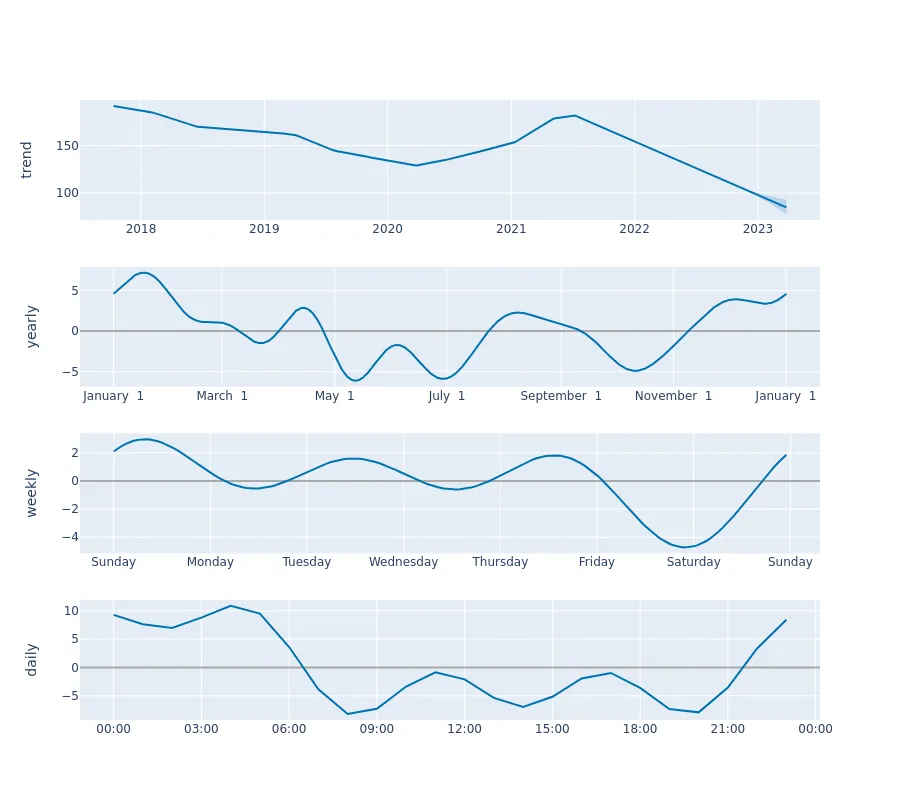 trend
150
100
2018 2019 2020 2021 2022 2023
yearly
5
0
−5
January 1 March 1 May 1 July 1 September 1 November 1 January 1
weekly
2
0
−2
−4
Sunday Monday Tuesday Wednesday Thursday Friday Saturday Sunday
daily
10
5
0
−5
00:00 03:00 06:00 09:00 12:00 15:00 18:00 21:00 00:00